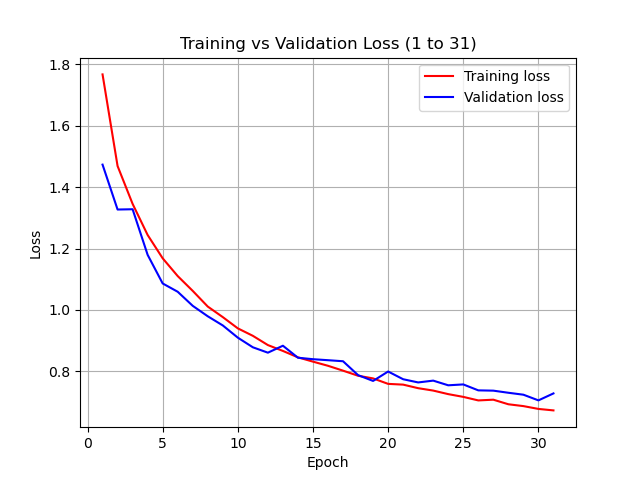 Training vs Validation Loss (1 to 31)
Training loss
Validation loss
Loss
1.8
1.6
1.4
1.2
1.0
0.8
0 5 10 15 20 25 30
Epoch